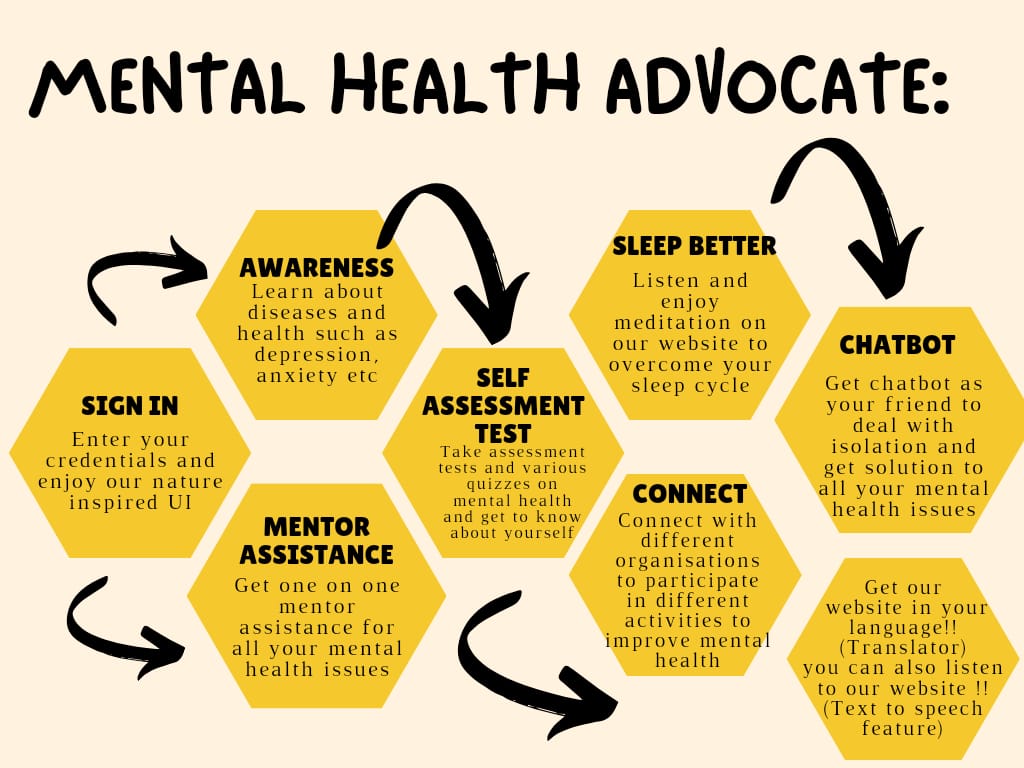 MENTAL HEALTH ADVOCATE:
SIGN IN
Enter your
credentials and
enjoy our nature
inspired UI
AWARENESS
Learn about
diseases and
health such as
depression,
anxiety etc
MENTOR
ASSISTANCE
Get one on one
mentor
assistance for
all your mental
health issues
SELF
ASSESSMENT
TEST
Take assessment
tests and various
quizzes on
mental health
and get to know
about yourself
SLEEP BETTER
Listen and
enjoy
meditation on
our website to
overcome your
sleep cycle
CONNECT
Connect with
different
organisations
to participate
in different
activities to
improve mental
health
CHATBOT
Get chatbot as
your friend to
deal with
isolation and
get solution to
all your mental
health issues
Get our
website in your
language!!
(Translator)
you can also listen
to our website !!
(Text to speech
feature)